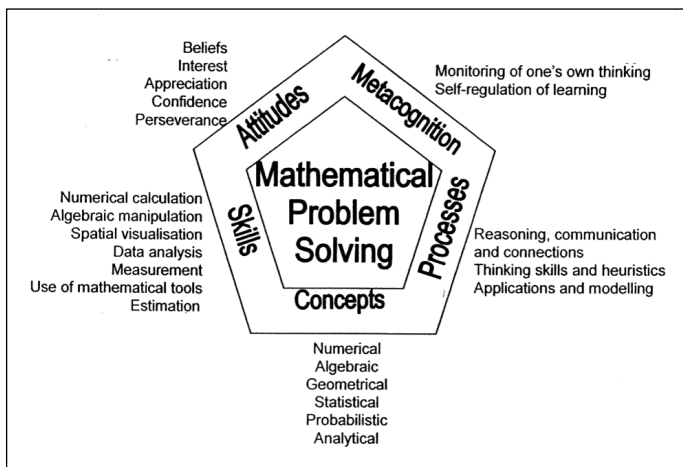 Beliefs
Interest
Appreciation
Confidence
Perseverance
Attitudes
Metacognition
Monitoring of one's own thinking
Self-regulation of learning
Mathematical
Problem
Solving
Numerical calculation
Algebraic manipulation
Spatial visualisation
Data analysis
Measurement
Use of mathematical tools
Estimation
Skills
Processes
Reasoning, communication
and connections
Thinking skills and heuristics
Applications and modelling
Concepts
Numerical
Algebraic
Geometrical
Statistical
Probabilistic
Analytical